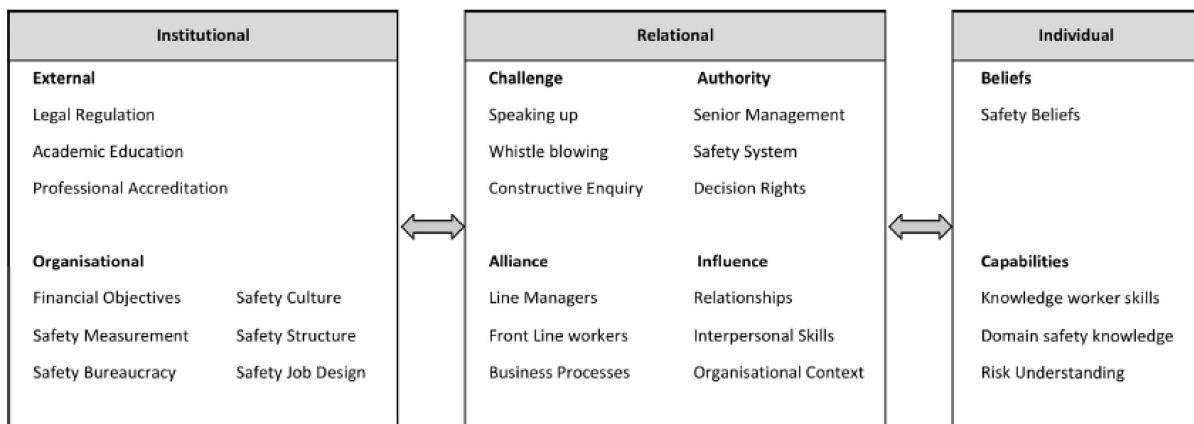 Institutional
External
Legal Regulation
Academic Education
Professional Accreditation
Organisational
Financial Objectives Safety Culture
Safety Measurement Safety Structure
Safety Bureaucracy Safety Job Design
Relational
Challenge Authority
Speaking up Senior Management
Whistle blowing Safety System
Constructive Enquiry Decision Rights
Alliance Influence
Line Managers Relationships
Front Line workers Interpersonal Skills
Business Processes Organisational Context
Individual
Beliefs
Safety Beliefs
Capabilities
Knowledge worker skills
Domain safety knowledge
Risk Understanding